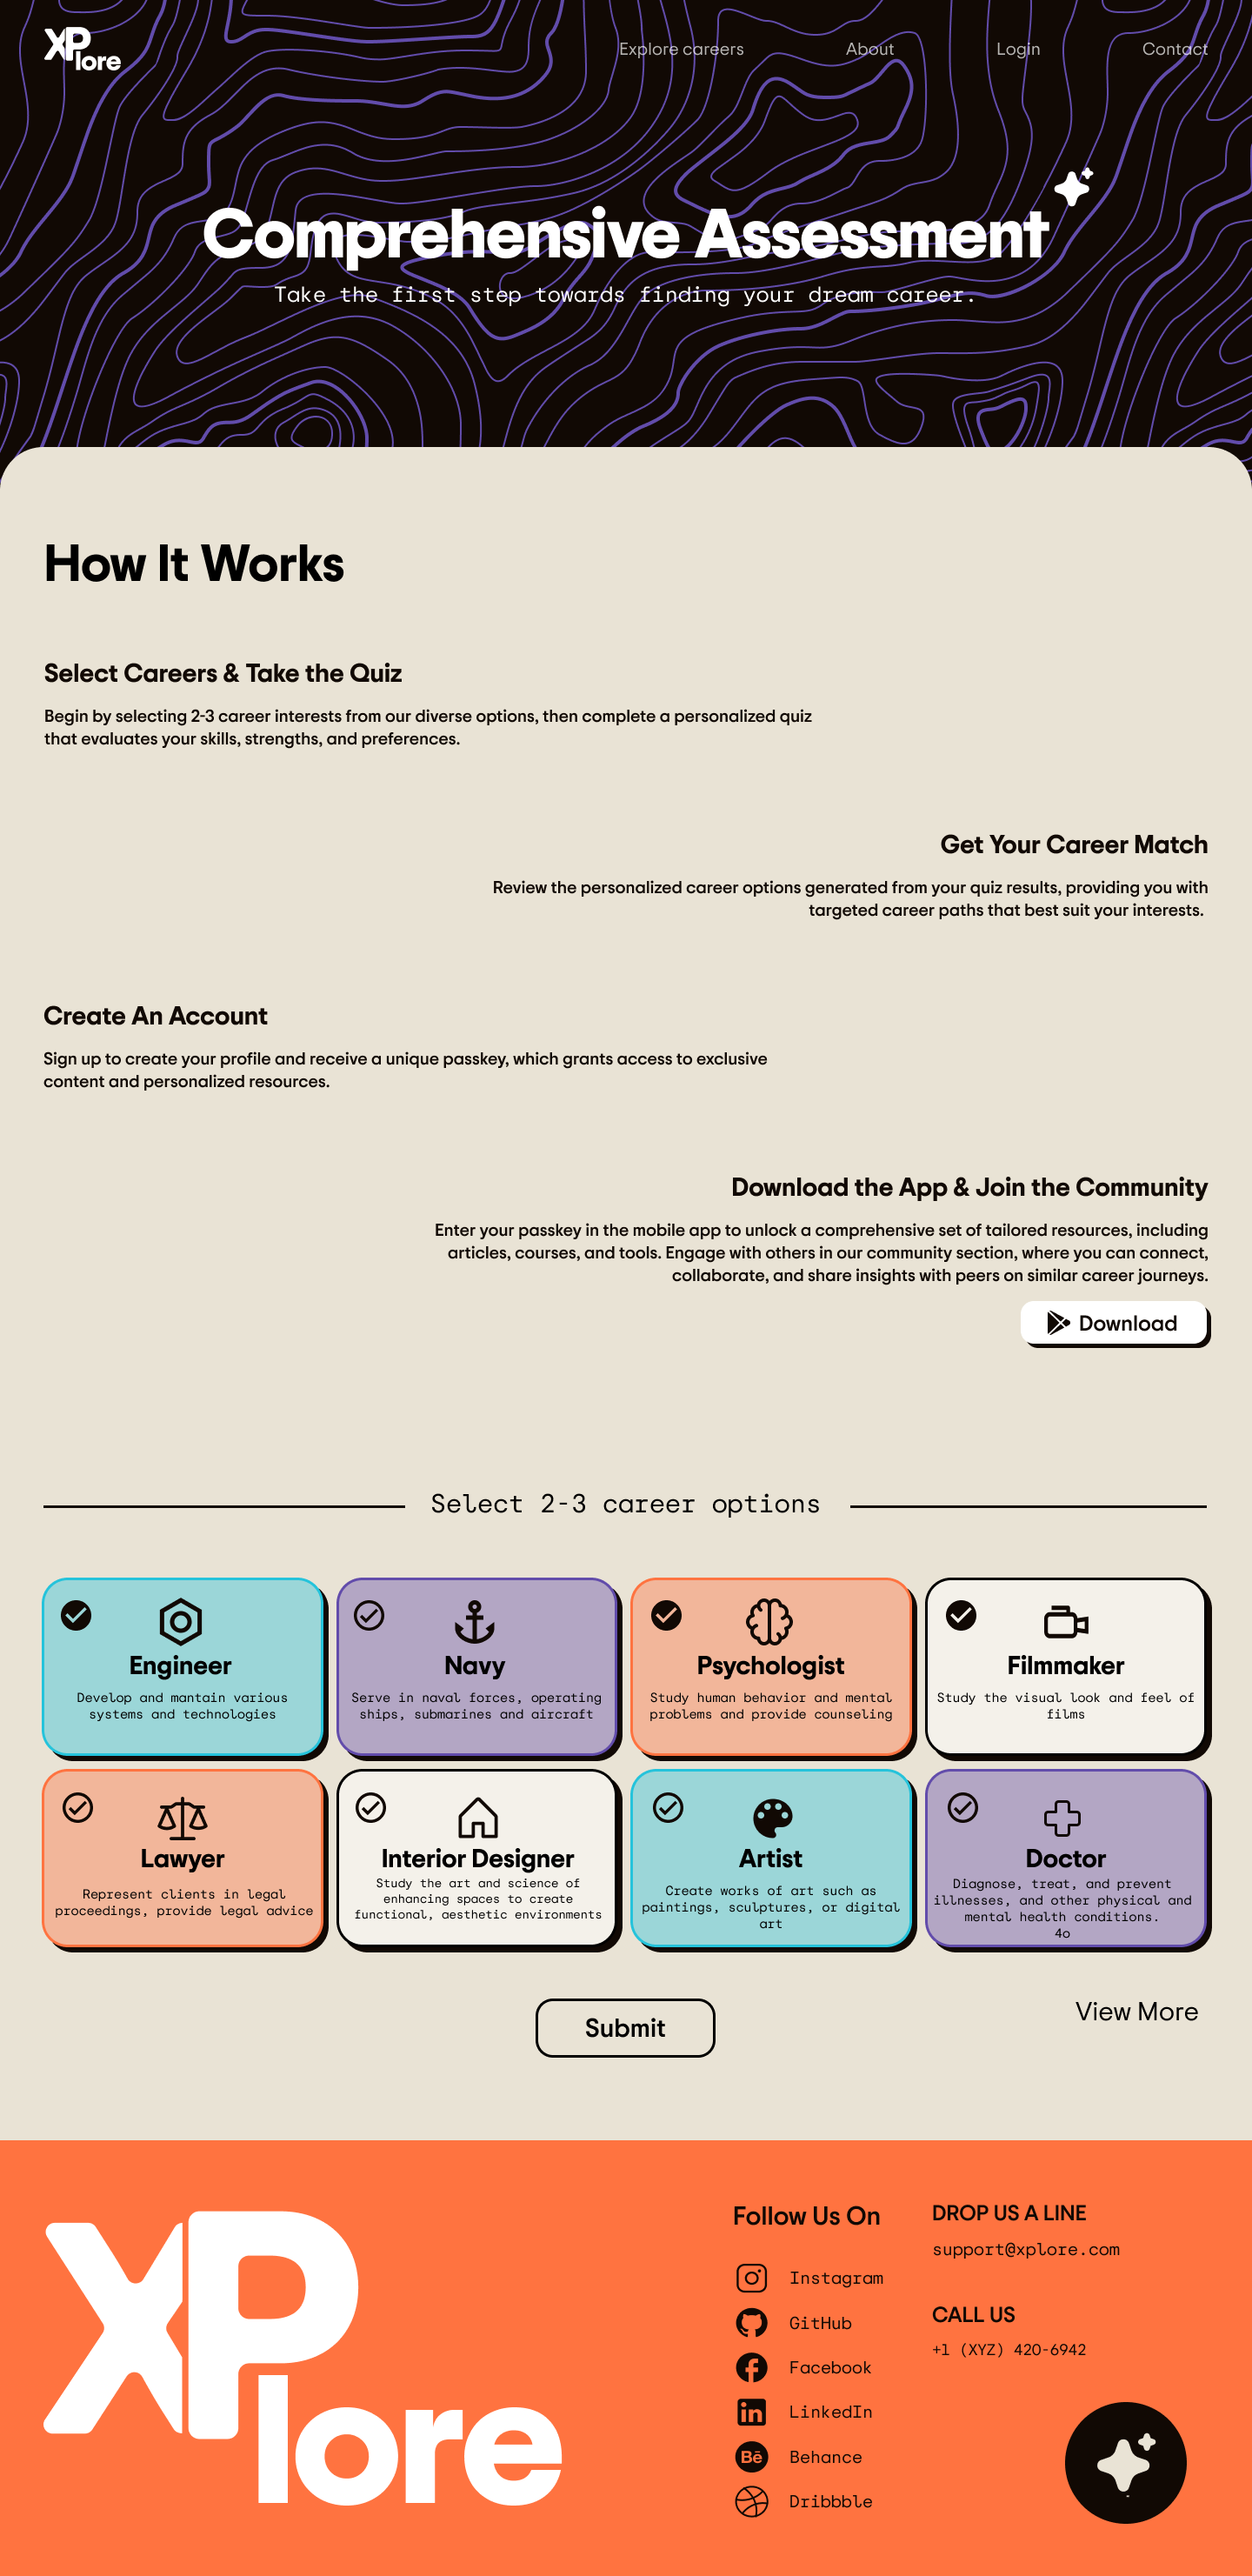 XPlore
Explore careers
About
Login
Contact
Comprehensive Assessment
Take the first step towards finding your dream career.
How It Works
Select Careers & Take the Quiz
Begin by selecting 2-3 career interests from our diverse options, then complete a personalized quiz
that evaluates your skills, strengths, and preferences.
Get Your Career Match
Review the personalized career options generated from your quiz results, providing you with
targeted career paths that best suit your interests.
Create An Account
Sign up to create your profile and receive a unique passkey, which grants access to exclusive
content and personalized resources.
Download the App & Join the Community
Enter your passkey in the mobile app to unlock a comprehensive set of tailored resources, including
articles, courses, and tools. Engage with others in our community section, where you can connect,
collaborate, and share insights with peers on similar career journeys.
Download
Select 2-3 career options
Engineer
Develop and mantain various
systems and technologies
Navy
Serve in naval forces, operating
ships, submarines and aircraft
Psychologist
Study human behavior and mental
problems and provide counseling
Filmmaker
Study the visual look and feel of
films
Lawyer
Represent clients in legal
proceedings, provide legal advice
Interior Designer
Study the art and science of
enhancing spaces to create
functional, aesthetic environments
Artist
Create works of art such as
paintings, sculptures, or digital
art
Doctor
Diagnose, treat, and prevent
illnesses, and other physical and
mental health conditions.
4o
Submit
View More
XPlore
Follow Us On
Instagram
GitHub
Facebook
LinkedIn
Behance
Dribbble
DROP US A LINE
support@xplore.com
CALL US
+1 (XYZ) 420-6942